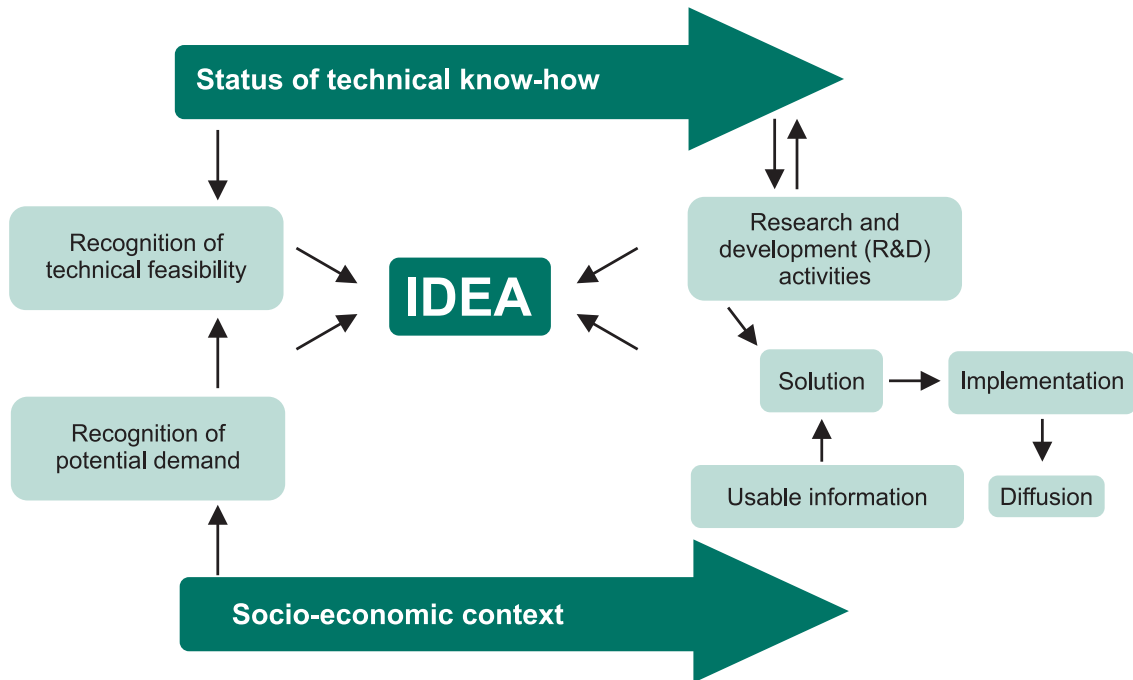 Status of technical know-how
Recognition of
technical feasibility
IDEA
Research and
development (R&D)
activities
Solution
Implementation
Recognition of
potential demand
Usable information
Diffusion
Socio-economic context